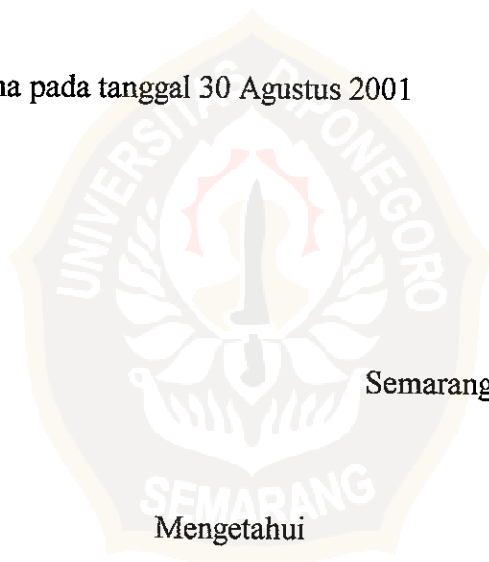 na pada tanggal 30 Agustus 2001
UNIVERSITAS DIPONEGORO
Semarang
SEMARANG
Mengetahui